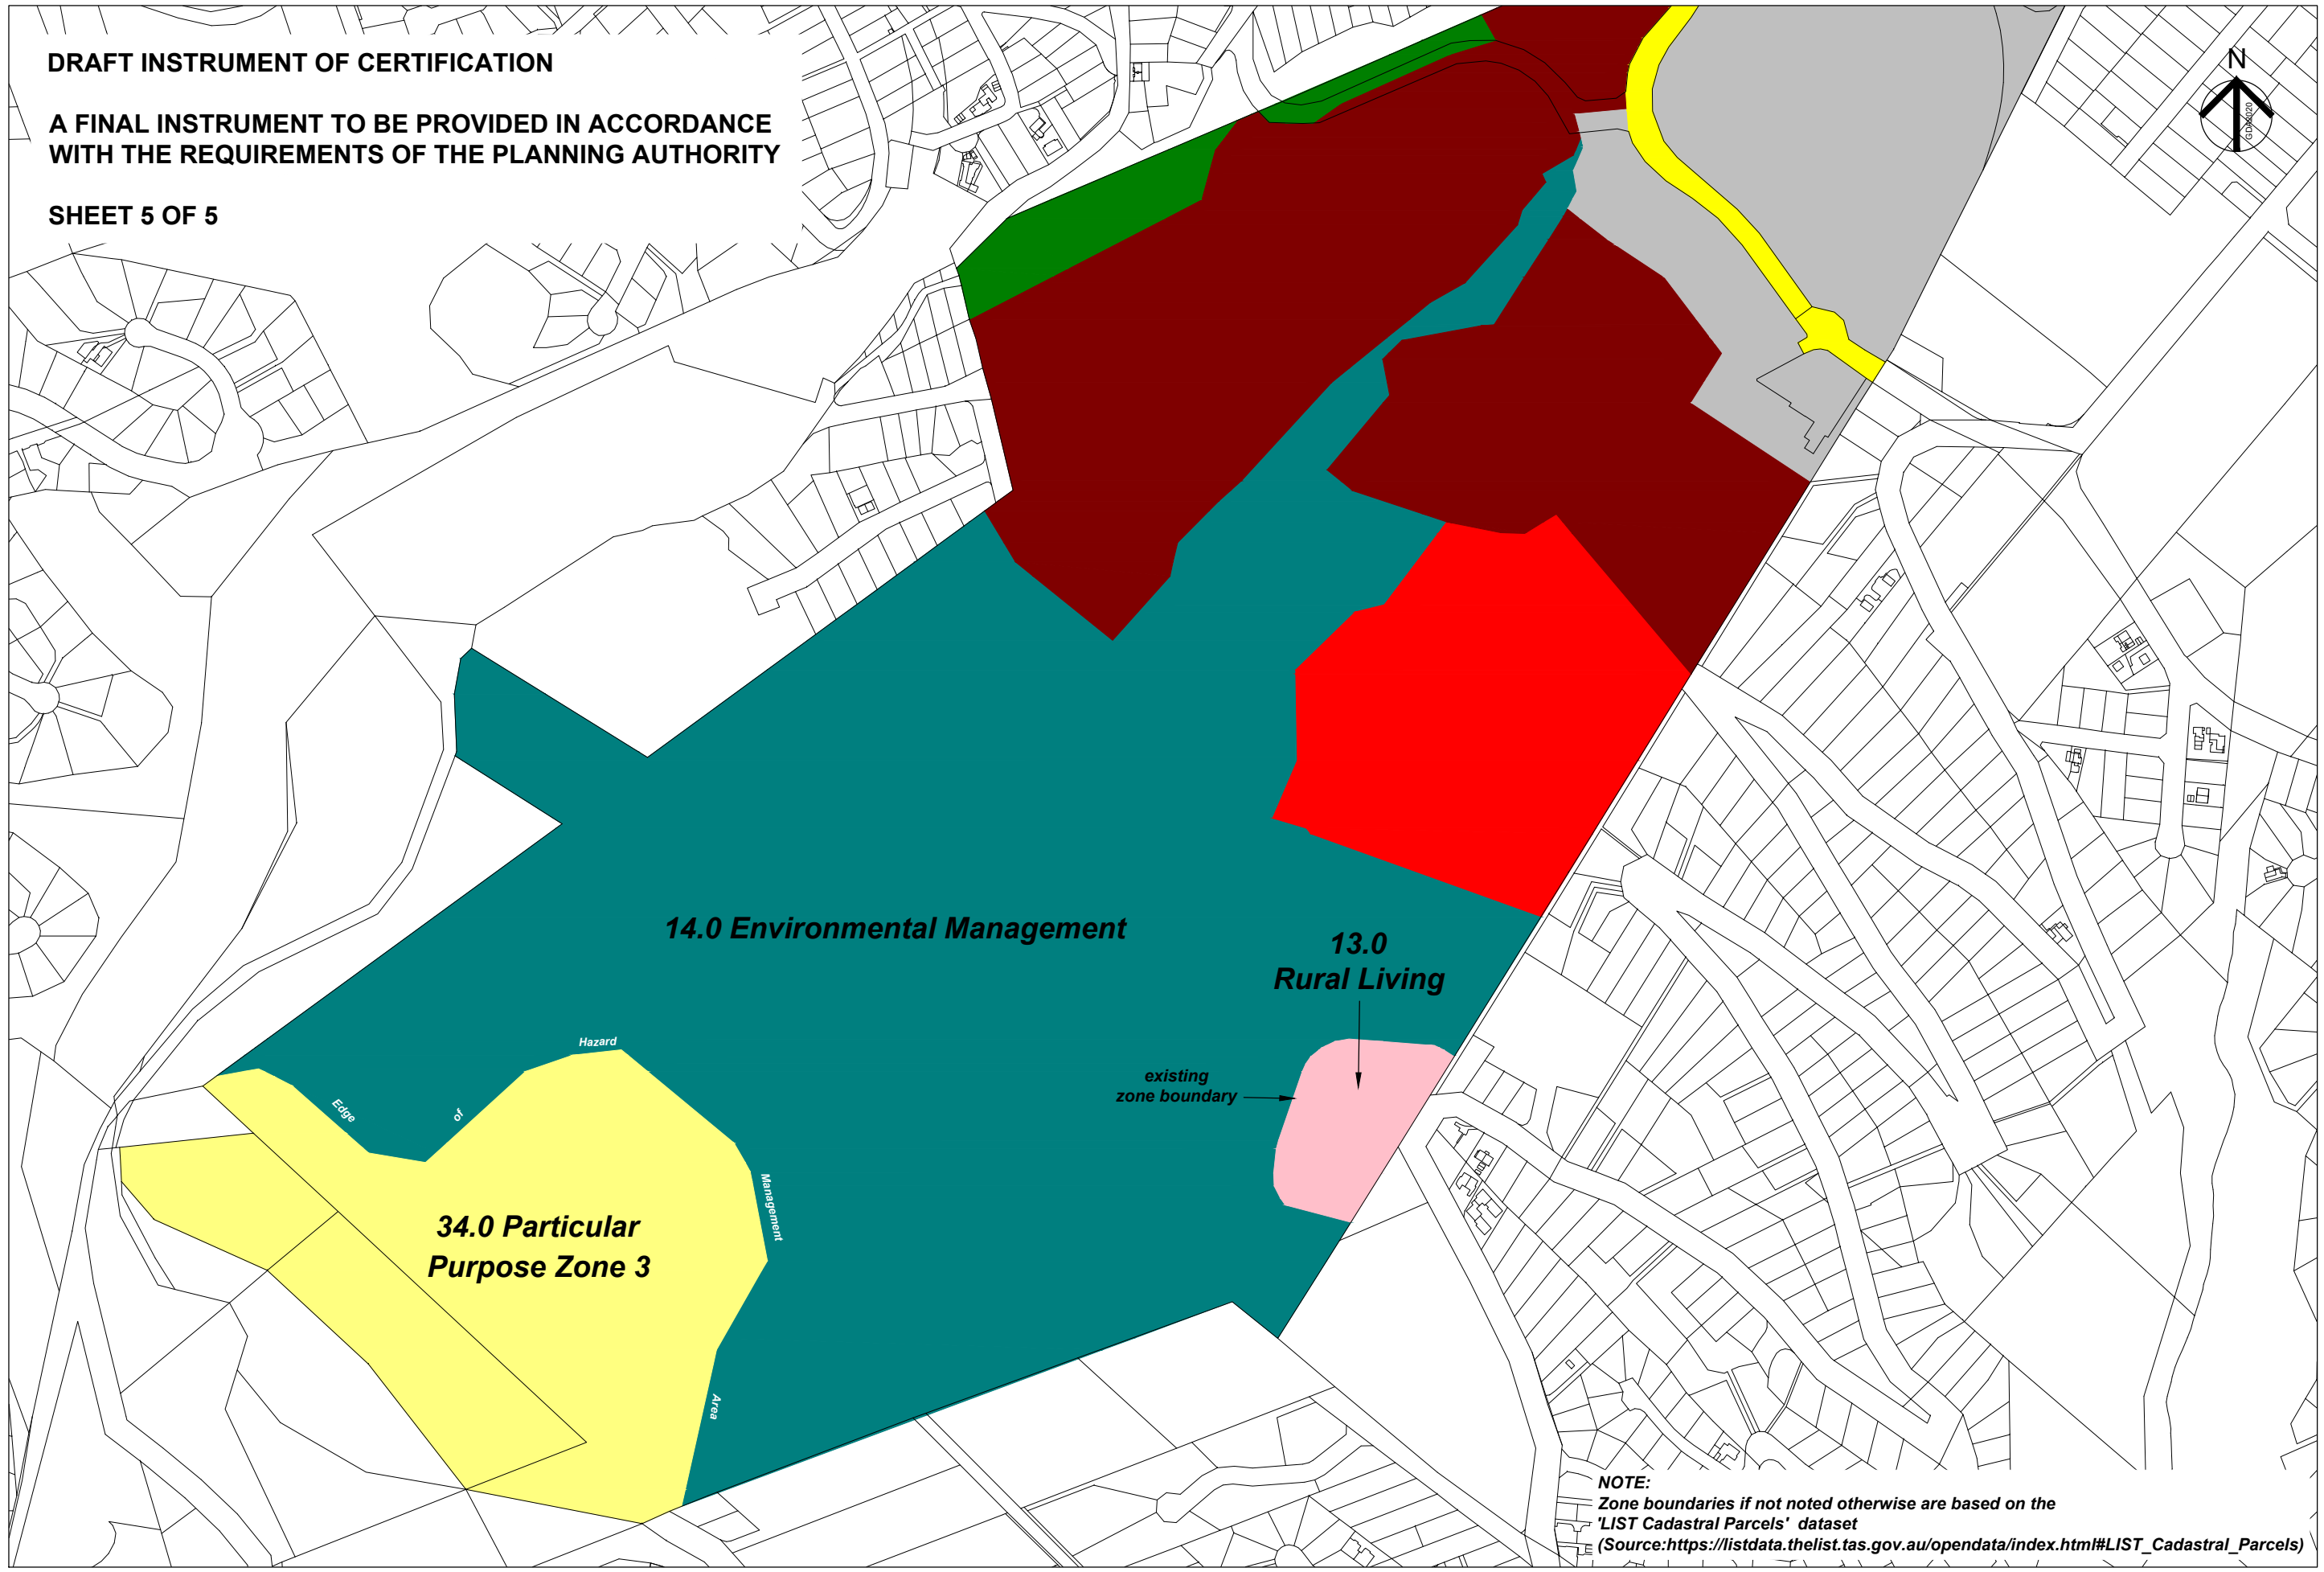 DRAFT INSTRUMENT OF CERTIFICATION
A FINAL INSTRUMENT TO BE PROVIDED IN ACCORDANCE
WITH THE REQUIREMENTS OF THE PLANNING AUTHORITY
SHEET 5 OF 5
N
GDA2020
14.0 Environmental Management
13.0
Rural Living
existing
zone boundary
Edge
of
Hazard
Management
Area
34.0 Particular
Purpose Zone 3
NOTE:
Zone boundaries if not noted otherwise are based on the
'LIST Cadastral Parcels' dataset
(Source:https://listdata.thelist.tas.gov.au/opendata/index.html#LIST_Cadastral_Parcels)